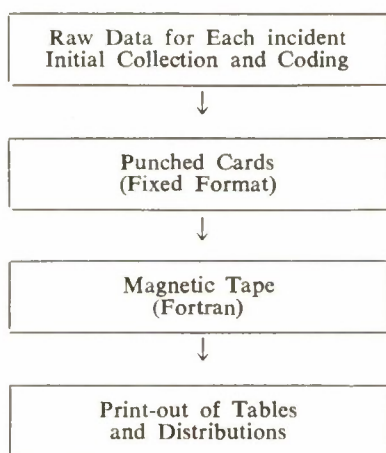 Raw Data for Each incident
Initial Collection and Coding
↓
Punched Cards
(Fixed Format)
↓
Magnetic Tape
(Fortran)
↓
Print-out of Tables
and Distributions